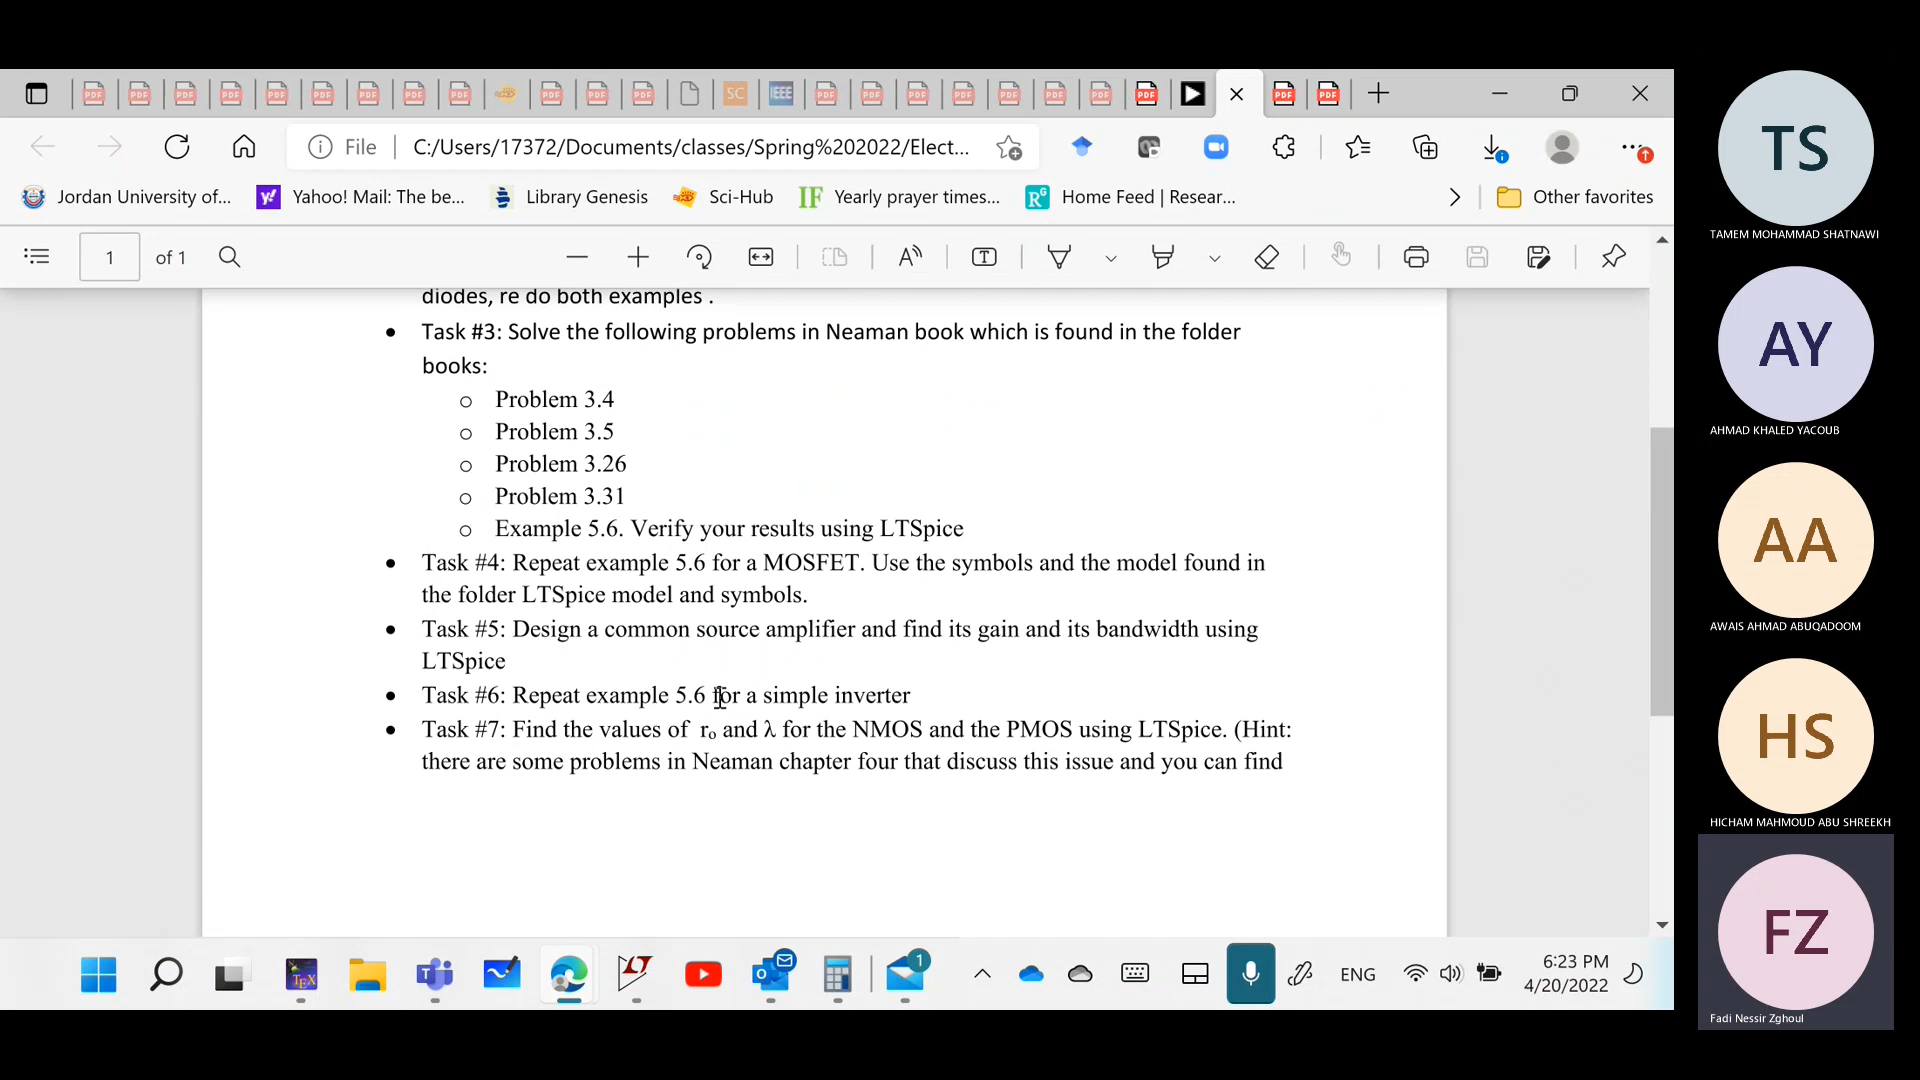 File
C:/Users/17372/Documents/classes/Spring%202022/Elect...
Jordan University of...
Yahoo! Mail: The be...
Library Genesis
Sci-Hub
IF Yearly prayer times...
Home Feed | Resear...
Other favorites
1 of 1
diodes, re do both examples .
• Task #3: Solve the following problems in Neaman book which is found in the folder
books:
o Problem 3.4
o Problem 3.5
o Problem 3.26
o Problem 3.31
o Example 5.6. Verify your results using LTSpice
• Task #4: Repeat example 5.6 for a MOSFET. Use the symbols and the model found in
the folder LTSpice model and symbols.
• Task #5: Design a common source amplifier and find its gain and its bandwidth using
LTSpice
• Task #6: Repeat example 5.6 for a simple inverter
• Task #7: Find the values of rₒ and λ for the NMOS and the PMOS using LTSpice. (Hint:
there are some problems in Neaman chapter four that discuss this issue and you can find
ENG
6:23 PM
4/20/2022
TS
TAMEM MOHAMMAD SHATNAWI
AY
AHMAD KHALED YACOUB
AA
AWAIS AHMAD ABUQADOOM
HS
HICHAM MAHMOUD ABU SHREEKH
FZ
Fadi Nessir Zghoul